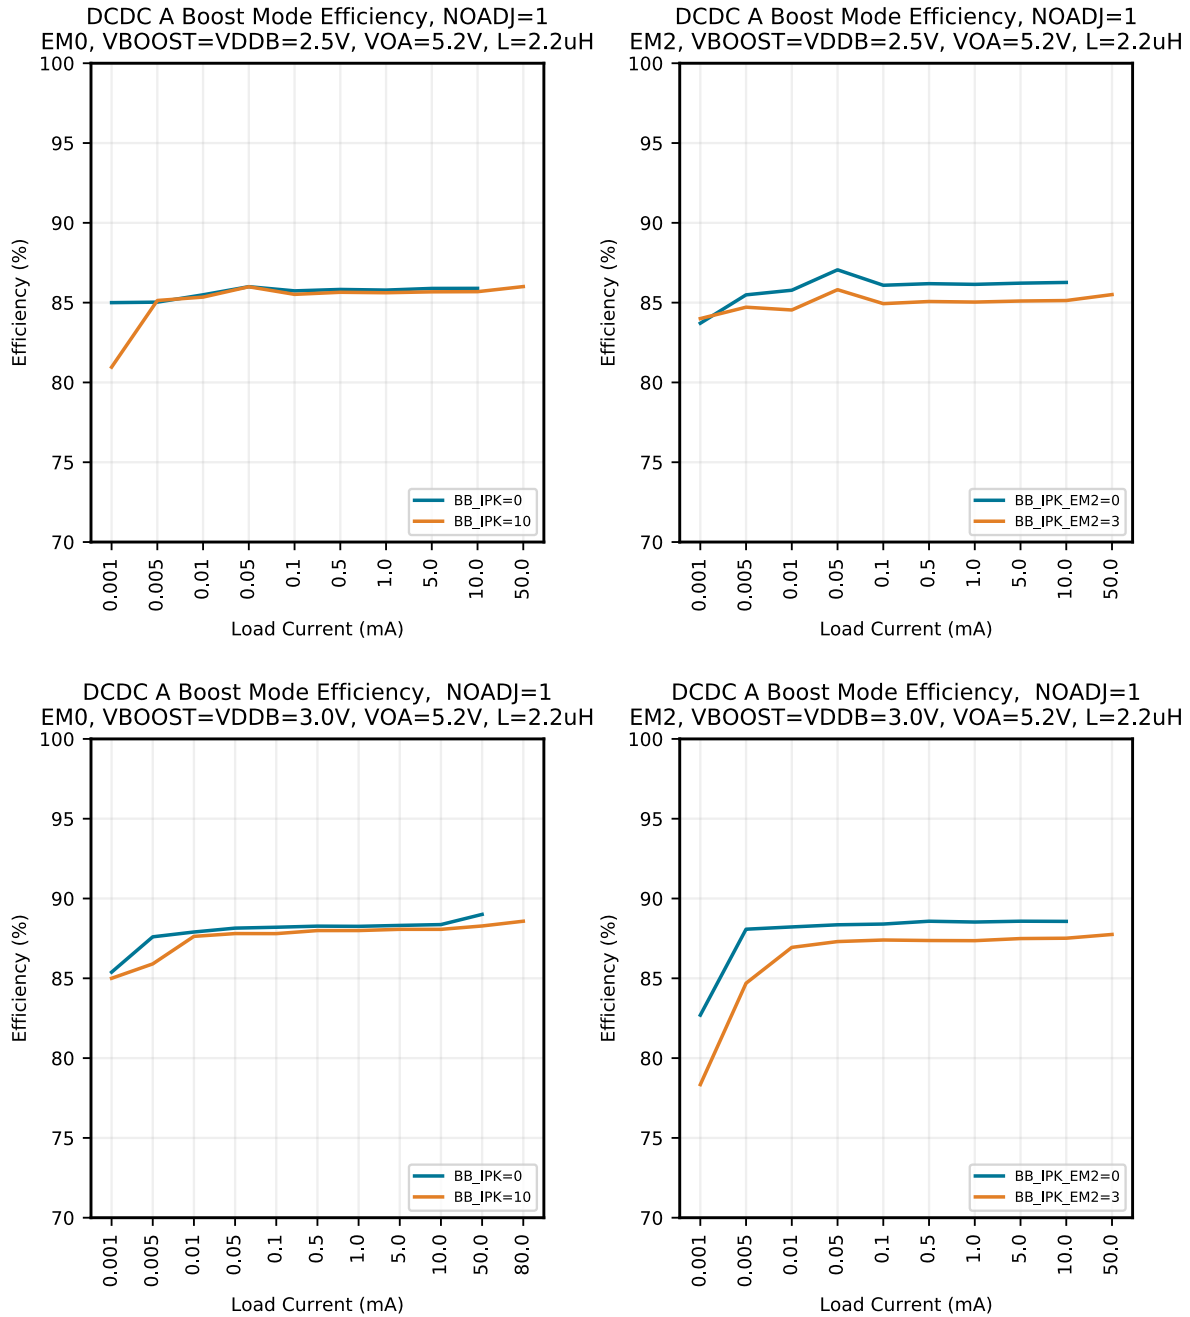 DCDC A Boost Mode Efficiency, NOADJ=1
EM0, VBOOST=VDDB=2.5V, VOA=5.2V, L=2.2uH
100
95
90
85
80
75
70
Efficiency (%)
BB_IPK=0
BB_IPK=10
0.001
0.005
0.01
0.05
0.1
0.5
1.0
5.0
10.0
50.0
Load Current (mA)
DCDC A Boost Mode Efficiency, NOADJ=1
EM2, VBOOST=VDDB=2.5V, VOA=5.2V, L=2.2uH
100
95
90
85
80
75
70
Efficiency (%)
BB_IPK_EM2=0
BB_IPK_EM2=3
0.001
0.005
0.01
0.05
0.1
0.5
1.0
5.0
10.0
50.0
Load Current (mA)
DCDC A Boost Mode Efficiency,  NOADJ=1
EM0, VBOOST=VDDB=3.0V, VOA=5.2V, L=2.2uH
100
95
90
85
80
75
70
Efficiency (%)
BB_IPK=0
BB_IPK=10
0.001
0.005
0.01
0.05
0.1
0.5
1.0
5.0
10.0
50.0
80.0
Load Current (mA)
DCDC A Boost Mode Efficiency,  NOADJ=1
EM2, VBOOST=VDDB=3.0V, VOA=5.2V, L=2.2uH
100
95
90
85
80
75
70
Efficiency (%)
BB_IPK_EM2=0
BB_IPK_EM2=3
0.001
0.005
0.01
0.05
0.1
0.5
1.0
5.0
10.0
50.0
Load Current (mA)